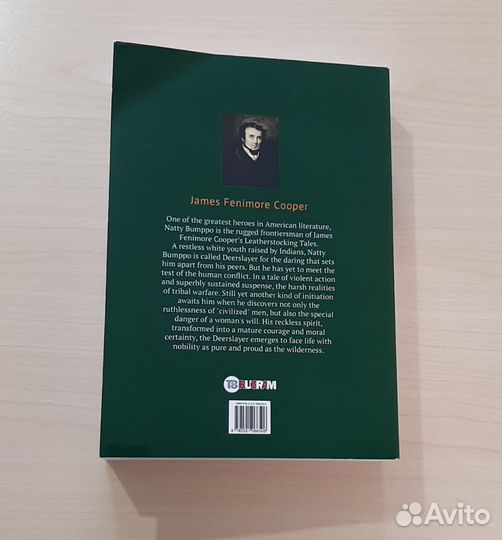 James Fenimore Cooper
One of the greatest heroes in American literature,
Natty Bumppo is the rugged frontiersman of James
Fenimore Cooper's Leatherstocking Tales.
A restless white youth raised by Indians, Natty
Bumppo is called Deerslayer for the daring that sets
him apart from his peers. But he has yet to meet the
test of the human conflict. In a tale of violent action
and superbly sustained suspense, the harsh realities
of tribal warfare. Still yet another kind of initiation
awaits him when he discovers not only the
ruthlessness of "civilized" men, but also the special
danger of a woman's will. His reckless spirit,
transformed into a mature courage and moral
certainty, the Deerslayer emerges to face life with
nobility as pure and proud as the wilderness.
T8 RUGRAM
Avito